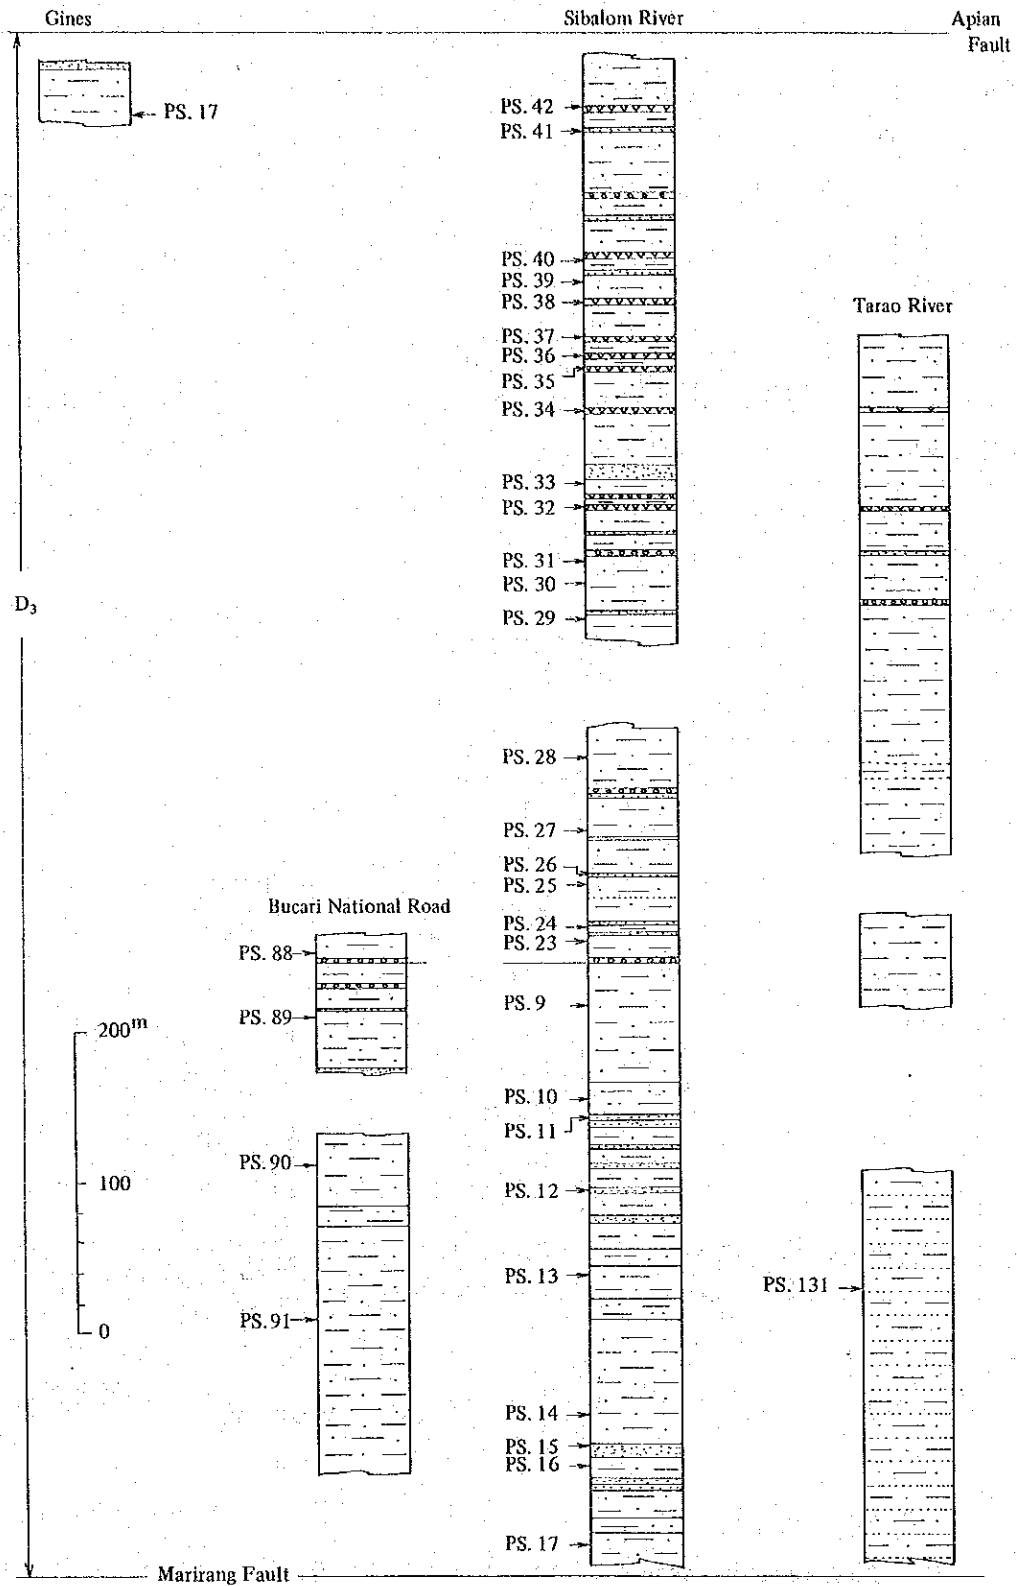 Gines
Sibalom River
Apian
Fault
PS. 17
PS. 42
PS. 41
PS. 40
PS. 39
PS. 38
PS. 37
PS. 36
PS. 35
PS. 34
PS. 33
PS. 32
PS. 31
PS. 30
PS. 29
Tarao River
D₃
PS. 28
PS. 27
PS. 26
PS. 25
PS. 24
PS. 23
Bucari National Road
PS. 88
PS. 89
PS. 9
200m
PS. 10
PS. 11
PS. 90
100
PS. 12
PS. 13
PS. 131
PS. 91
0
PS. 14
PS. 15
PS. 16
PS. 17
Marirang Fault